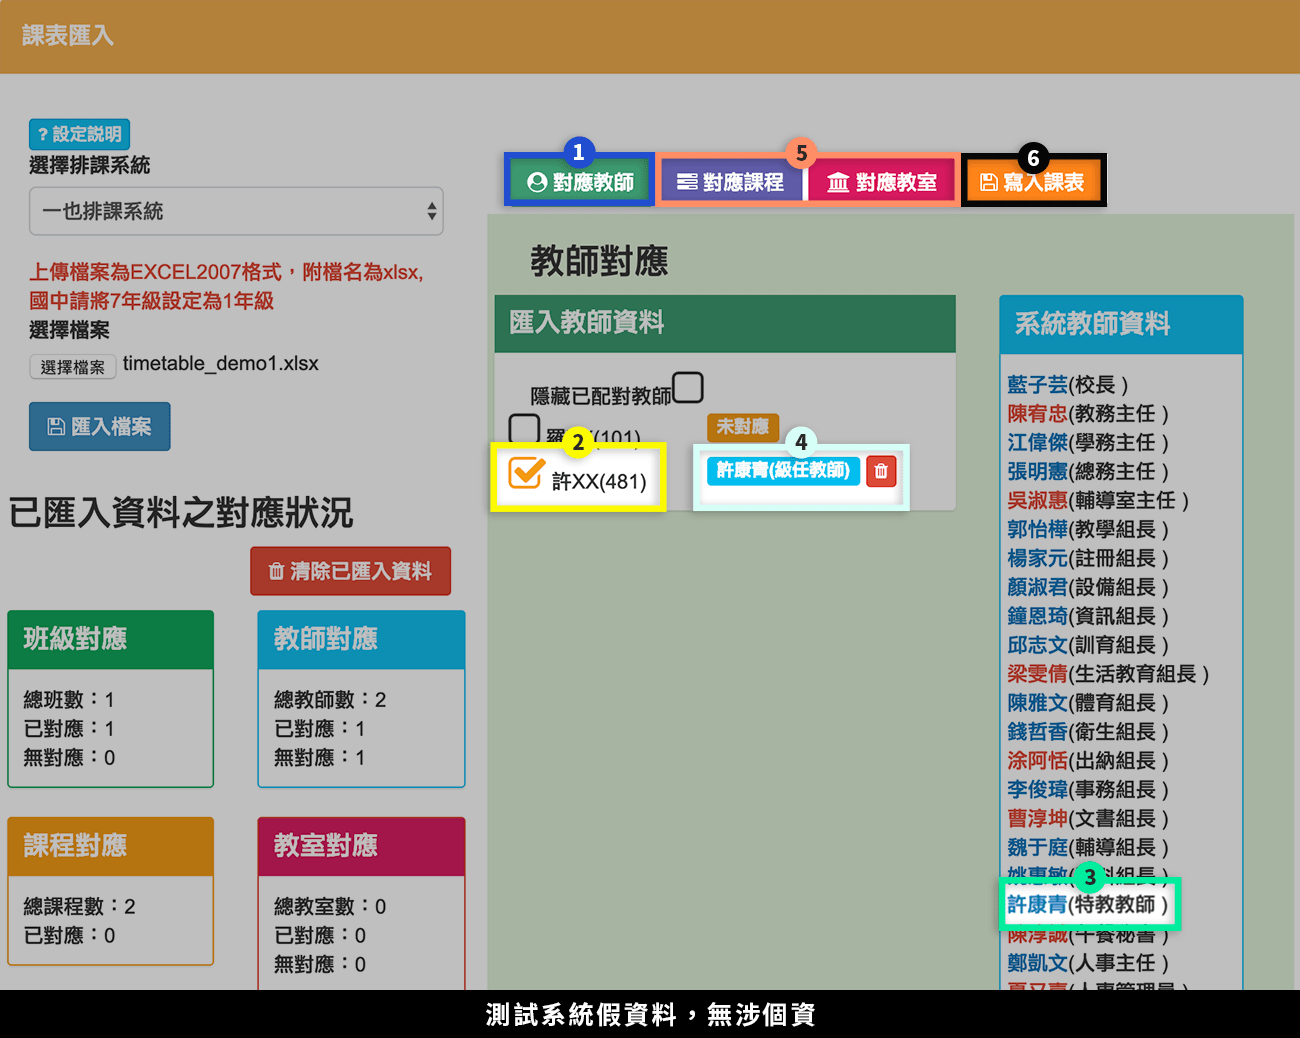 課表匯入
? 設定說明
選擇排課系統
一也排課系統
上傳檔案為EXCEL2007格式，附檔名為xlsx,
國中請將7年級設定為1年級
選擇檔案
選擇檔案 timetable_demo1.xlsx
匯入檔案
已匯入資料之對應狀況
清除已匯入資料
班級對應
總班數：1
已對應：1
無對應：0
教師對應
總教師數：2
已對應：1
無對應：1
課程對應
總課程數：2
已對應：0
教室對應
總教室數：0
已對應：0
無對應：0
1
5
6
對應教師
對應課程
對應教室
寫入課表
教師對應
匯入教師資料
隱藏已配對教師
羅 (101)
未對應
2
許XX(481)
4
許康青(級任教師)
系統教師資料
藍子芸(校長 )
陳宥忠(教務主任 )
江偉傑(學務主任 )
張明憲(總務主任 )
吳淑惠(輔導室主任 )
郭怡樺(教學組長 )
楊家元(註冊組長 )
顏淑君(設備組長 )
鐘恩琦(資訊組長 )
邱志文(訓育組長 )
梁雯倩(生活教育組長 )
陳雅文(體育組長 )
錢哲香(衛生組長 )
涂阿恬(出納組長 )
李俊瑋(事務組長 )
曹淳坤(文書組長 )
魏于庭(輔導組長 )
姚惠敏( 組長 )
3
許康青(特教教師 )
陳淳誠(午餐秘書 )
鄭凱文(人事主任 )
測試系統假資料，無涉個資